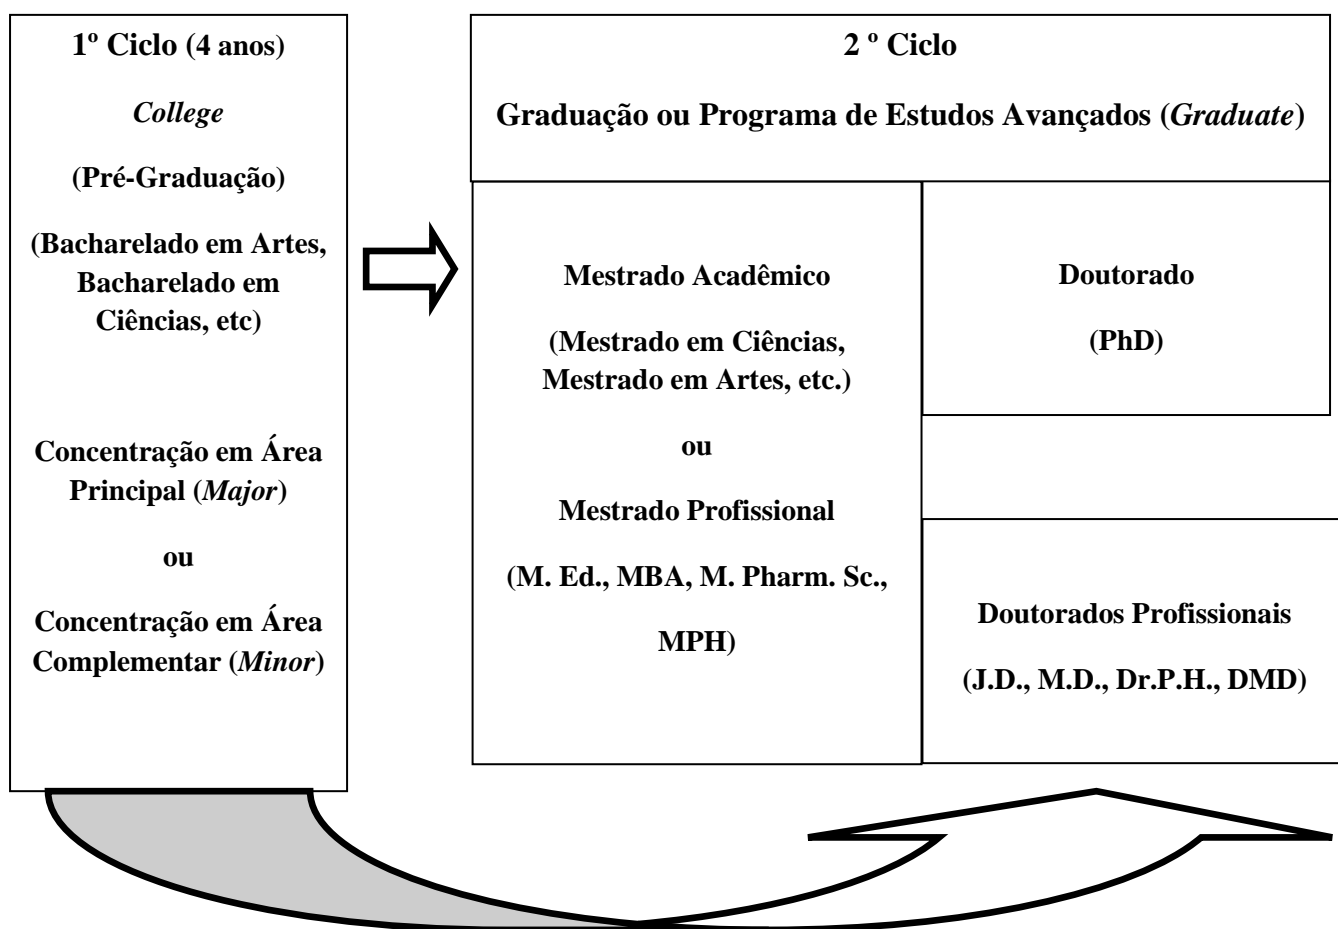 1º Ciclo (4 anos)
College
(Pré-Graduação)
(Bacharelado em Artes,
Bacharelado em
Ciências, etc)
Concentração em Área
Principal (Major)
ou
Concentração em Área
Complementar (Minor)
2 º Ciclo
Graduação ou Programa de Estudos Avançados (Graduate)
Mestrado Acadêmico
(Mestrado em Ciências,
Mestrado em Artes, etc.)
ou
Mestrado Profissional
(M. Ed., MBA, M. Pharm. Sc.,
MPH)
Doutorado
(PhD)
Doutorados Profissionais
(J.D., M.D., Dr.P.H., DMD)